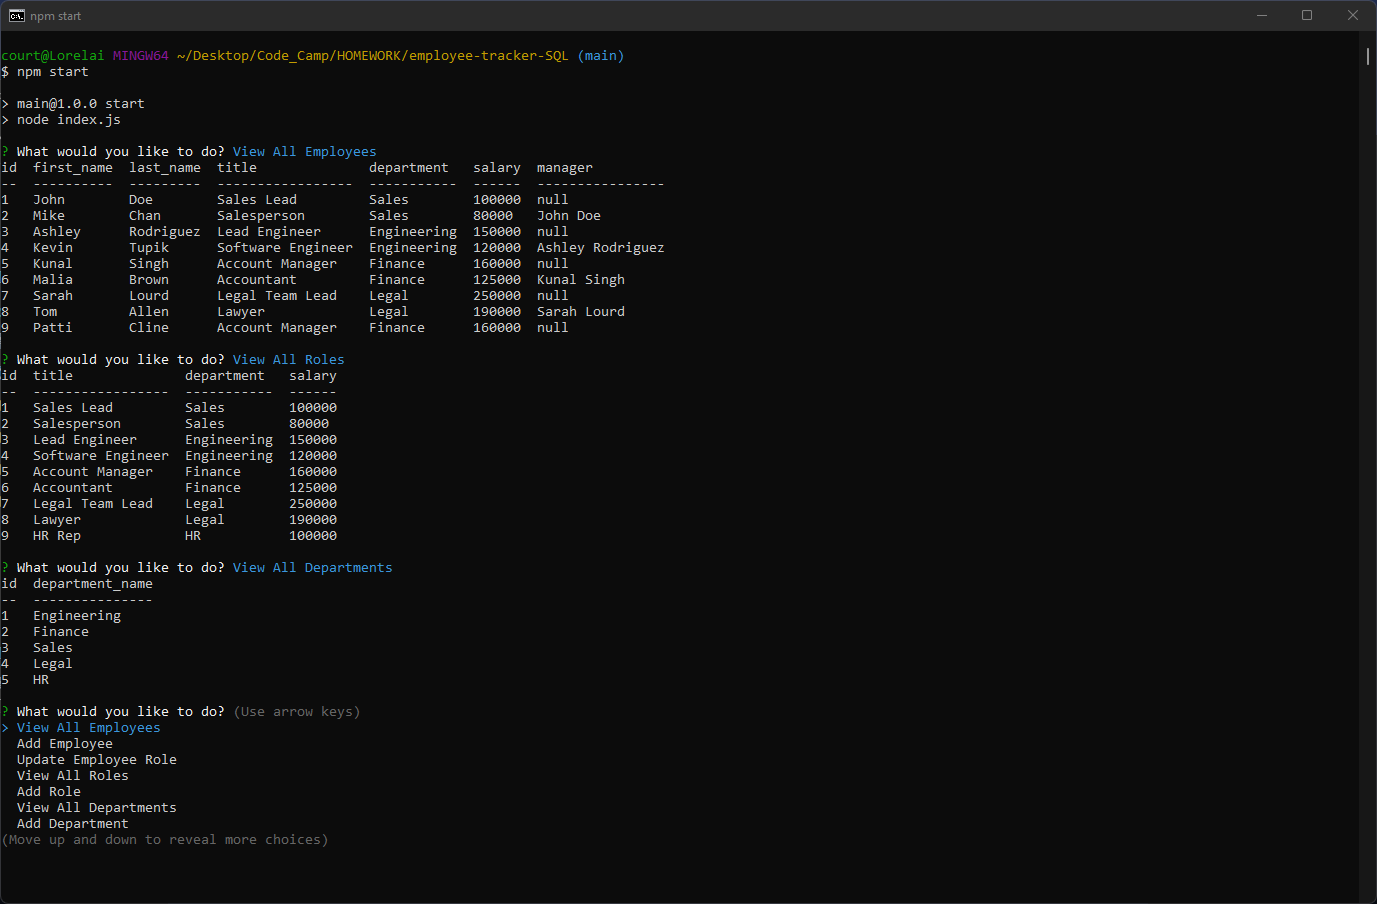 npm start
court@Lorelai MINGW64 ~/Desktop/Code_Camp/HOMEWORK/employee-tracker-SQL (main)
$ npm start
> main@1.0.0 start
> node index.js
? What would you like to do? View All Employees
id  first_name  last_name  title              department   salary  manager
--  ----------  ---------  -----------------  -----------  ------  ----------------
1   John        Doe        Sales Lead         Sales        100000  null
2   Mike        Chan       Salesperson        Sales        80000   John Doe
3   Ashley      Rodriguez  Lead Engineer      Engineering  150000  null
4   Kevin       Tupik      Software Engineer  Engineering  120000  Ashley Rodriguez
5   Kunal       Singh      Account Manager    Finance      160000  null
6   Malia       Brown      Accountant         Finance      125000  Kunal Singh
7   Sarah       Lourd      Legal Team Lead    Legal        250000  null
8   Tom         Allen      Lawyer             Legal        190000  Sarah Lourd
9   Patti       Cline      Account Manager    Finance      160000  null
? What would you like to do? View All Roles
id  title              department   salary
--  -----------------  -----------  ------
1   Sales Lead         Sales        100000
2   Salesperson        Sales        80000
3   Lead Engineer      Engineering  150000
4   Software Engineer  Engineering  120000
5   Account Manager    Finance      160000
6   Accountant         Finance      125000
7   Legal Team Lead    Legal        250000
8   Lawyer             Legal        190000
9   HR Rep             HR           100000
? What would you like to do? View All Departments
id  department_name
--  ---------------
1   Engineering
2   Finance
3   Sales
4   Legal
5   HR
? What would you like to do? (Use arrow keys)
> View All Employees
  Add Employee
  Update Employee Role
  View All Roles
  Add Role
  View All Departments
  Add Department
(Move up and down to reveal more choices)